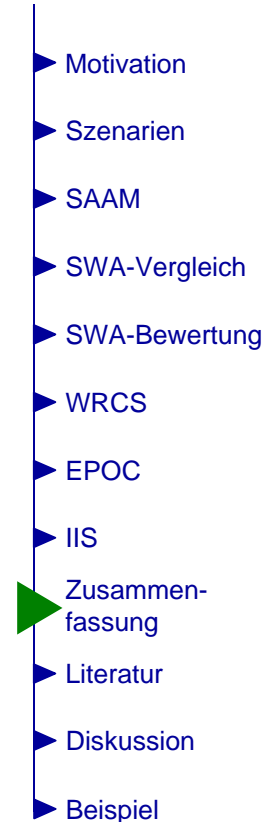 Motivation
Szenarien
SAAM
SWA-Vergleich
SWA-Bewertung
WRCS
EPOC
IIS
Zusammen-
fassung
Literatur
Diskussion
Beispiel